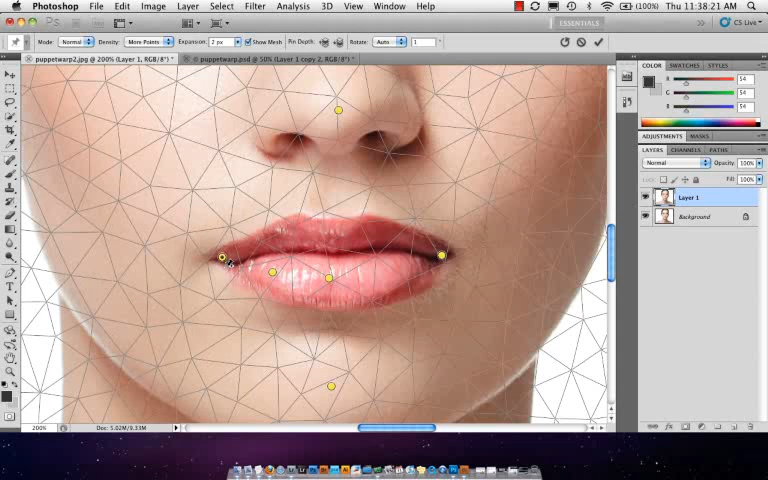 Photoshop File Edit Image Layer Select Filter Analysis 3D View Window Help (100%) Thu 11:38:21 AM
Ps 100% ESSENTIALS CS Live
Mode: Normal Density: More Points Expansion: 2 px Show Mesh Pin Depth: Rotate: Auto 1 °
puppetwarp2.jpg @ 200% (Layer 1, RGB/8*) * puppetwarp.psd @ 50% (Layer 1 copy 2, RGB/8*) *
COLOR SWATCHES STYLES
R 54
G 54
B 54
ADJUSTMENTS MASKS
LAYERS CHANNELS PATHS
Normal Opacity: 100%
Lock: Fill: 100%
Layer 1
Background
200% Doc: 5.02M/9.33M